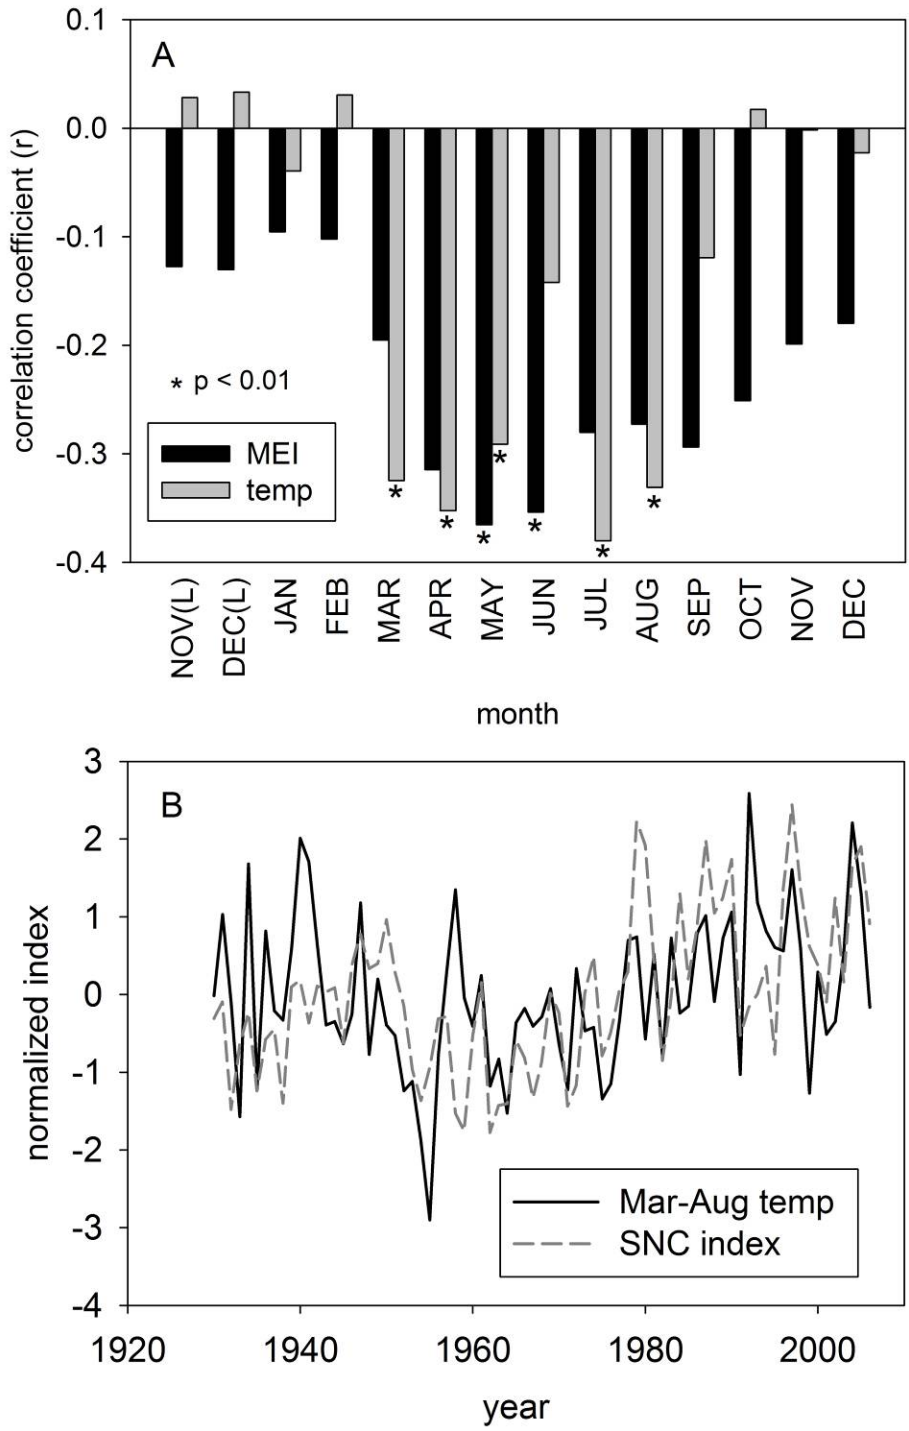 A
0.1
0.0
-0.1
-0.2
-0.3
-0.4
correlation coefficient (r)
* p < 0.01
MEI
temp
*
*
*
*
*
*
*
NOV(L)
DEC(L)
JAN
FEB
MAR
APR
MAY
JUN
JUL
AUG
SEP
OCT
NOV
DEC
month
B
3
2
1
0
-1
-2
-3
-4
normalized index
Mar-Aug temp
SNC index
1920
1940
1960
1980
2000
year